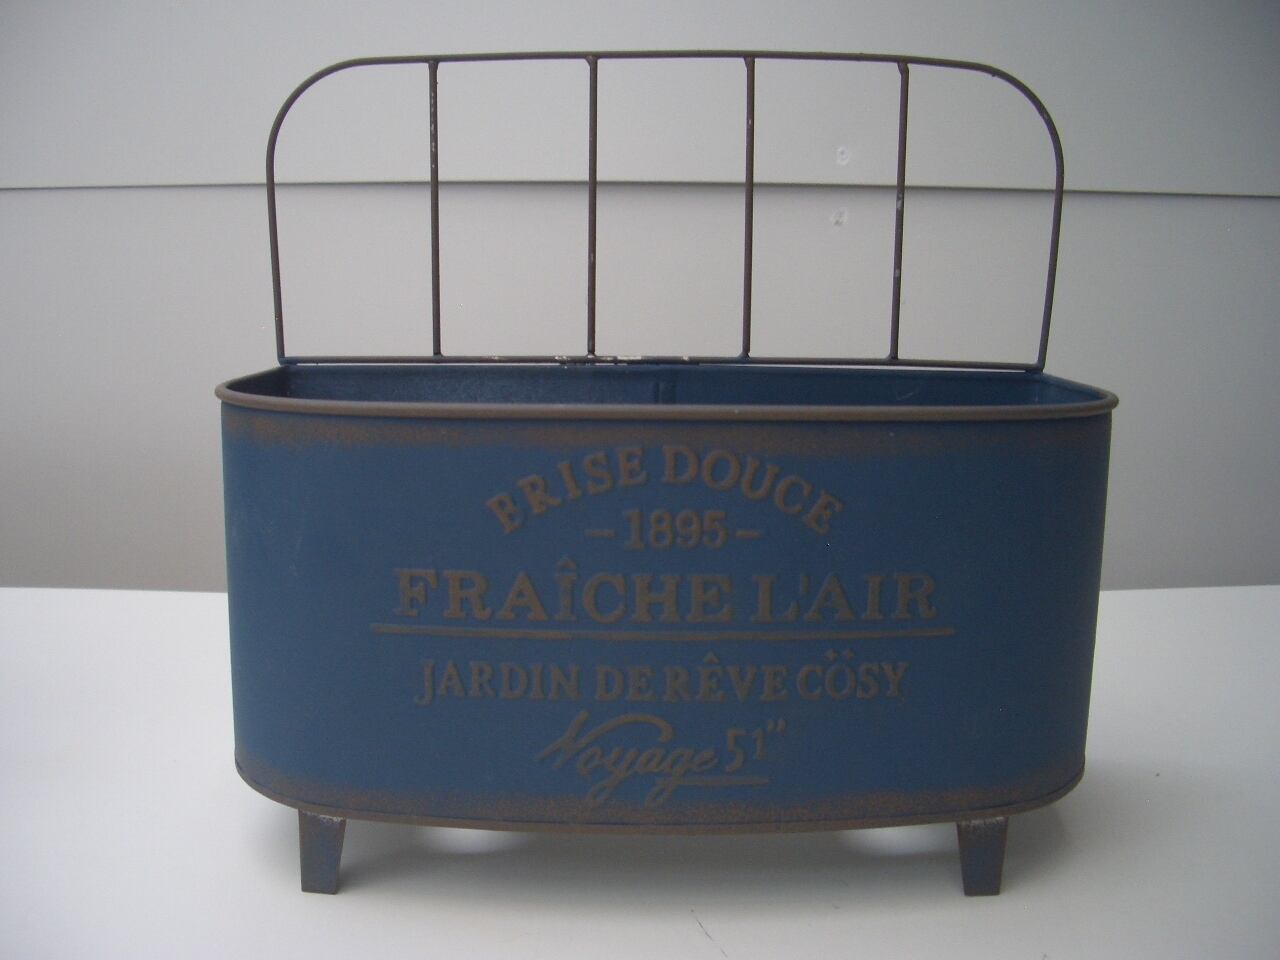 BRISE DOUCE
- 1895 -
FRAÎCHE L'AIR
JARDIN DE RÊVE CÖSY
Voyage 51"